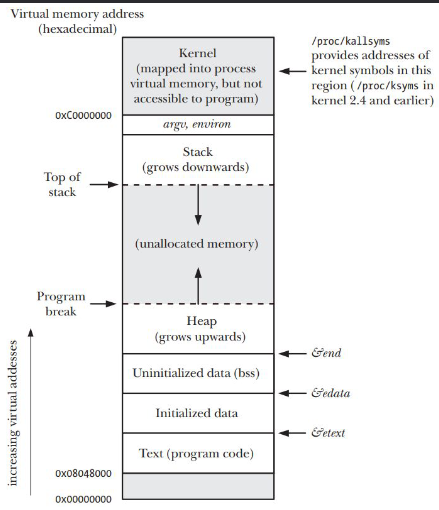 Virtual memory address
(hexadecimal)
Kernel
(mapped into process
virtual memory, but not
accessible to program)
/proc/kallsyms
provides addresses of
kernel symbols in this
region (/proc/ksyms in
kernel 2.4 and earlier)
0xC0000000
argv, environ
Stack
(grows downwards)
Top of
stack
(unallocated memory)
Program
break
Heap
(grows upwards)
&end
Uninitialized data (bss)
&edata
Initialized data
&etext
Text (program code)
0x08048000
0x00000000
increasing virtual addesses